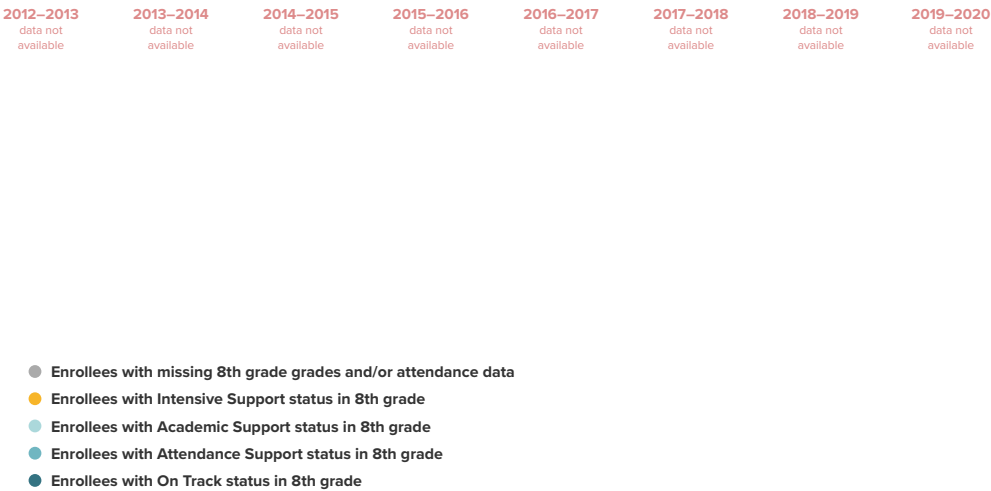 2012–2013 2013–2014 2014–2015 2015–2016 2016–2017 2017–2018 2018–2019 2019–2020
data not data not data not data not data not data not data not data not
available available available available available available available available
Enrollees with missing 8th grade grades and/or attendance data
Enrollees with Intensive Support status in 8th grade
Enrollees with Academic Support status in 8th grade
Enrollees with Attendance Support status in 8th grade
Enrollees with On Track status in 8th grade